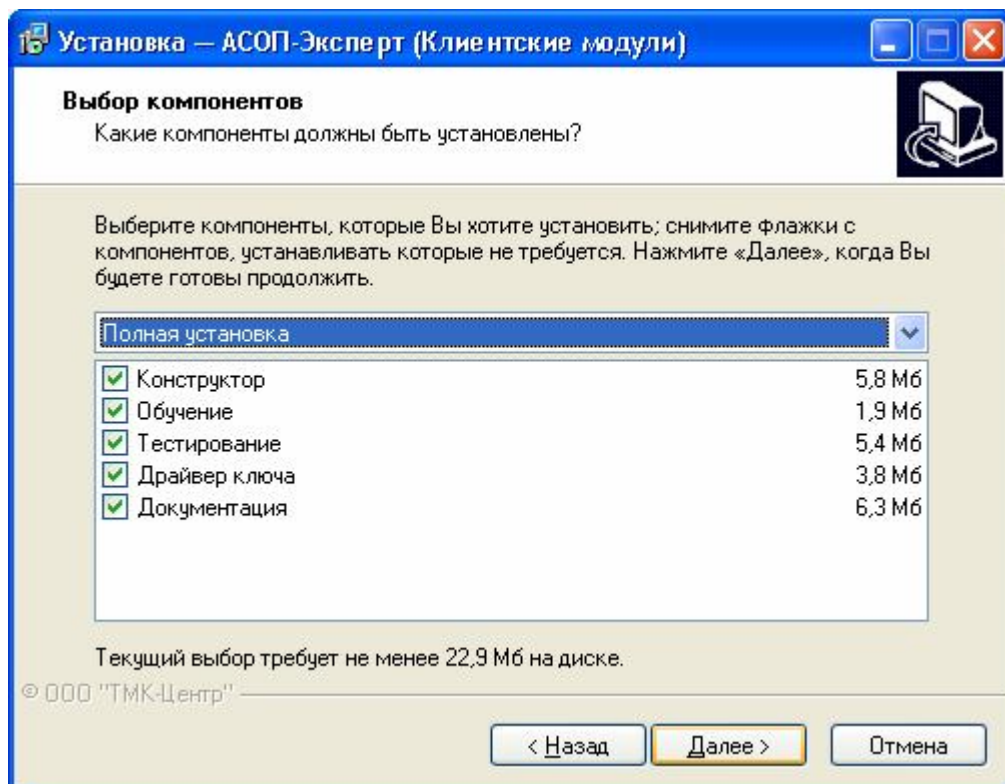 Установка — АСОП-Эксперт (Клиентские модули)
Выбор компонентов
Какие компоненты должны быть установлены?
Выберите компоненты, которые Вы хотите установить; снимите флажки с
компонентов, устанавливать которые не требуется. Нажмите «Далее», когда Вы
будете готовы продолжить.
Полная установка
Конструктор 5,8 Мб
Обучение 1,9 Мб
Тестирование 5,4 Мб
Драйвер ключа 3,8 Мб
Документация 6,3 Мб
Текущий выбор требует не менее 22,9 Мб на диске.
© ООО "ТМК-Центр"
< Назад Далее > Отмена